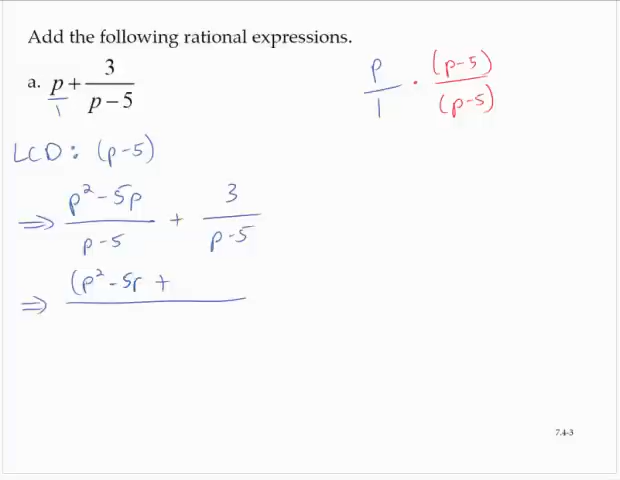 Add the following rational expressions.
a. p/1 + 3/(p − 5)
p/1 · (p-5)/(p-5)
LCD: (p-5)
⇒ (p² - 5p)/(p-5) + 3/(p-5)
⇒ (p² - 5p +
7.4-3